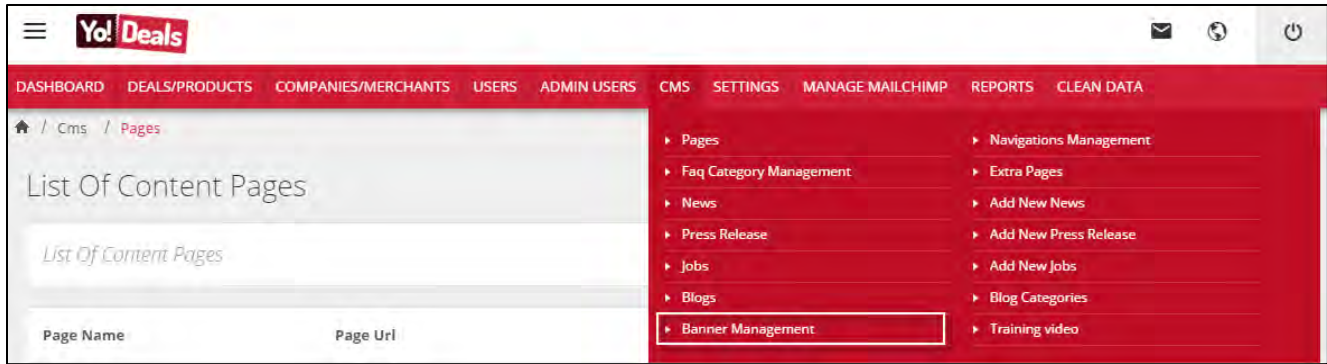 Yo! Deals
DASHBOARD DEALS/PRODUCTS COMPANIES/MERCHANTS USERS ADMIN USERS CMS SETTINGS MANAGE MAILCHIMP REPORTS CLEAN DATA
/ Cms / Pages
List Of Content Pages
List Of Content Pages
Page Name Page Url
Pages Navigations Management
Faq Category Management Extra Pages
News Add New News
Press Release Add New Press Release
Jobs Add New Jobs
Blogs Blog Categories
Banner Management Training video